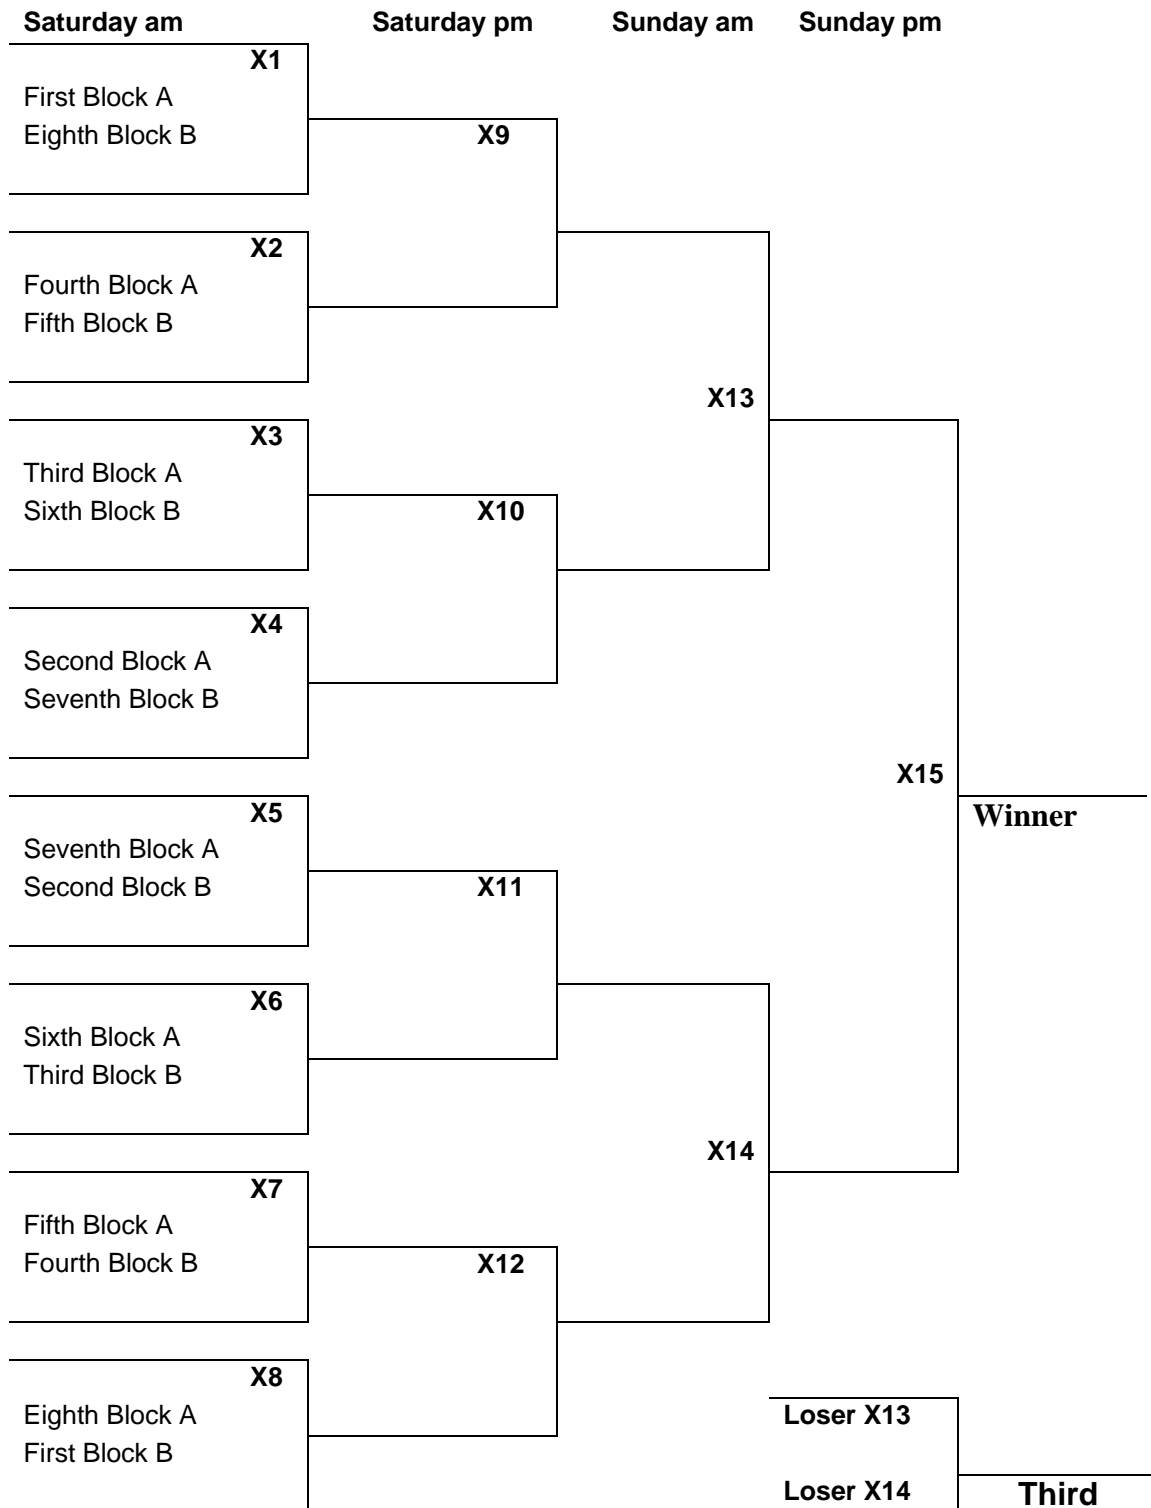 Saturday am Saturday pm Sunday am Sunday pm
X1
First Block A
Eighth Block B
X9
X2
Fourth Block A
Fifth Block B
X13
X3
Third Block A
Sixth Block B
X10
X4
Second Block A
Seventh Block B
X15
Winner
X5
Seventh Block A
Second Block B
X11
X6
Sixth Block A
Third Block B
X14
X7
Fifth Block A
Fourth Block B
X12
X8
Eighth Block A
First Block B
Loser X13
Loser X14
Third